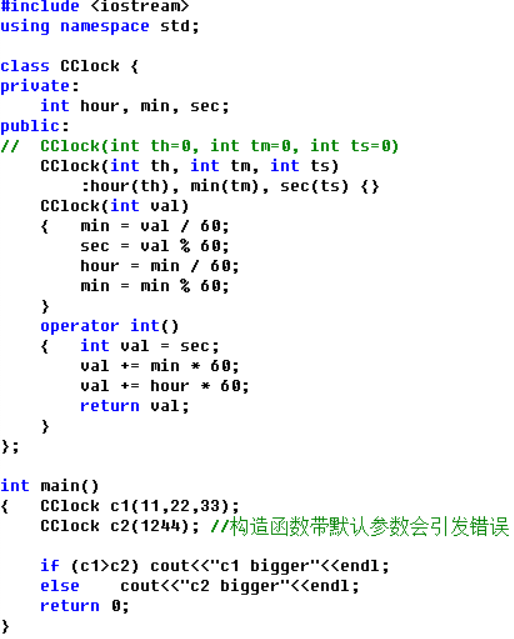 #include <iostream>
using namespace std;

class CClock {
private:
    int hour, min, sec;
public:
//  CClock(int th=0, int tm=0, int ts=0)
    CClock(int th, int tm, int ts)
        :hour(th), min(tm), sec(ts) {}
    CClock(int val)
    {   min = val / 60;
        sec = val % 60;
        hour = min / 60;
        min = min % 60;
    }
    operator int()
    {   int val = sec;
        val += min * 60;
        val += hour * 60;
        return val;
    }
};

int main()
{   CClock c1(11,22,33);
    CClock c2(1244); //构造函数带默认参数会引发错误

    if (c1>c2) cout<<"c1 bigger"<<endl;
    else    cout<<"c2 bigger"<<endl;
    return 0;
}